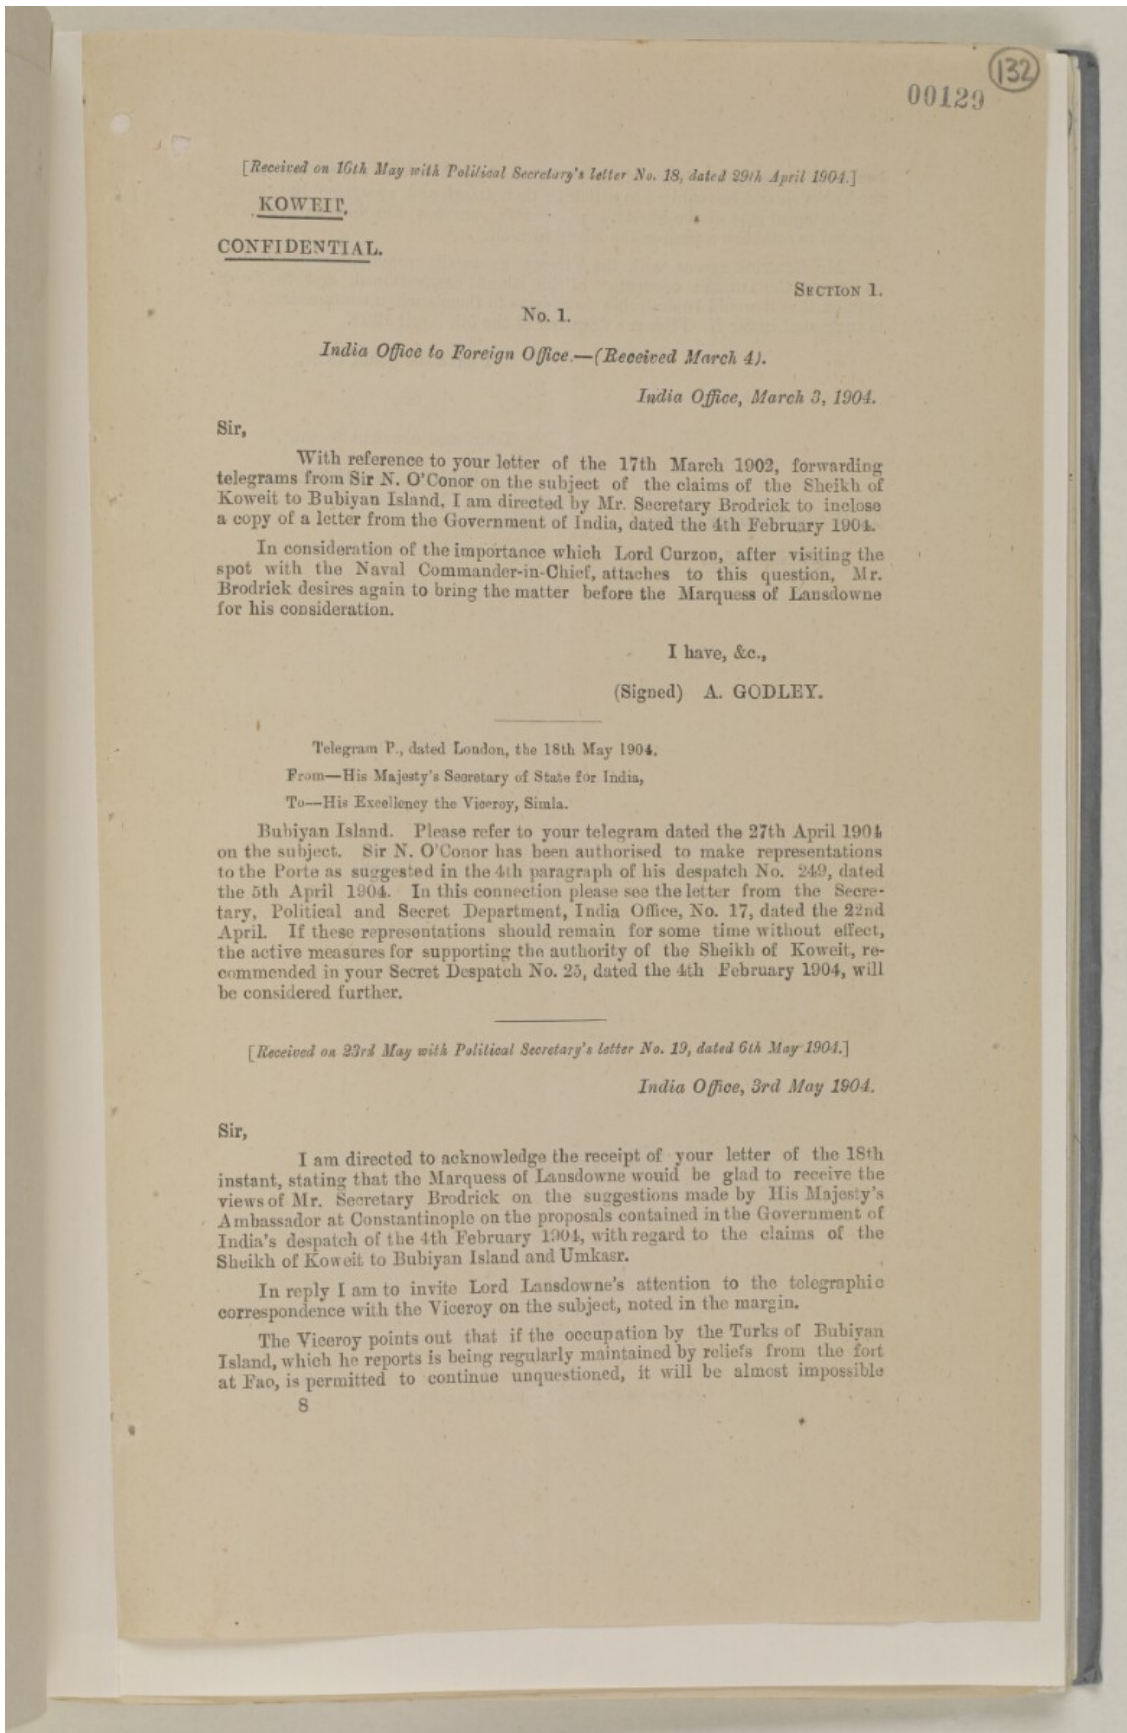 132
00129
[Received on 16th May with Political Secretary's letter No. 18, dated 29th April 1904.]
KOWEIT,
CONFIDENTIAL.
SECTION 1.
No. 1.
India Office to Foreign Office.—(Received March 4).
India Office, March 3, 1904.
Sir,
With reference to your letter of the 17th March 1902, forwarding
telegrams from Sir N. O'Conor on the subject of the claims of the Sheikh of
Koweit to Bubiyan Island, I am directed by Mr. Secretary Brodrick to inclose
a copy of a letter from the Government of India, dated the 4th February 1904.
In consideration of the importance which Lord Curzon, after visiting the
spot with the Naval Commander-in-Chief, attaches to this question, Mr.
Brodrick desires again to bring the matter before the Marquess of Lansdowne
for his consideration.
I have, &c.,
(Signed) A. GODLEY.
Telegram P., dated London, the 18th May 1904.
From—His Majesty's Secretary of State for India,
To—His Excellency the Viceroy, Simla.
Bubiyan Island. Please refer to your telegram dated the 27th April 1904
on the subject. Sir N. O'Conor has been authorised to make representations
to the Porte as suggested in the 4th paragraph of his despatch No. 249, dated
the 5th April 1904. In this connection please see the letter from the Secre-
tary, Political and Secret Department, India Office, No. 17, dated the 22nd
April. If these representations should remain for some time without effect,
the active measures for supporting the authority of the Sheikh of Koweit, re-
commended in your Secret Despatch No. 25, dated the 4th February 1904, will
be considered further.
[Received on 23rd May with Political Secretary's letter No. 19, dated 6th May 1904.]
India Office, 3rd May 1904.
Sir,
I am directed to acknowledge the receipt of your letter of the 18th
instant, stating that the Marquess of Lansdowne would be glad to receive the
views of Mr. Secretary Brodrick on the suggestions made by His Majesty's
Ambassador at Constantinople on the proposals contained in the Government of
India's despatch of the 4th February 1904, with regard to the claims of the
Sheikh of Koweit to Bubiyan Island and Umkasr.
In reply I am to invite Lord Lansdowne's attention to the telegraphic
correspondence with the Viceroy on the subject, noted in the margin.
The Viceroy points out that if the occupation by the Turks of Bubiyan
Island, which he reports is being regularly maintained by reliefs from the fort
at Fao, is permitted to continue unquestioned, it will be almost impossible
8